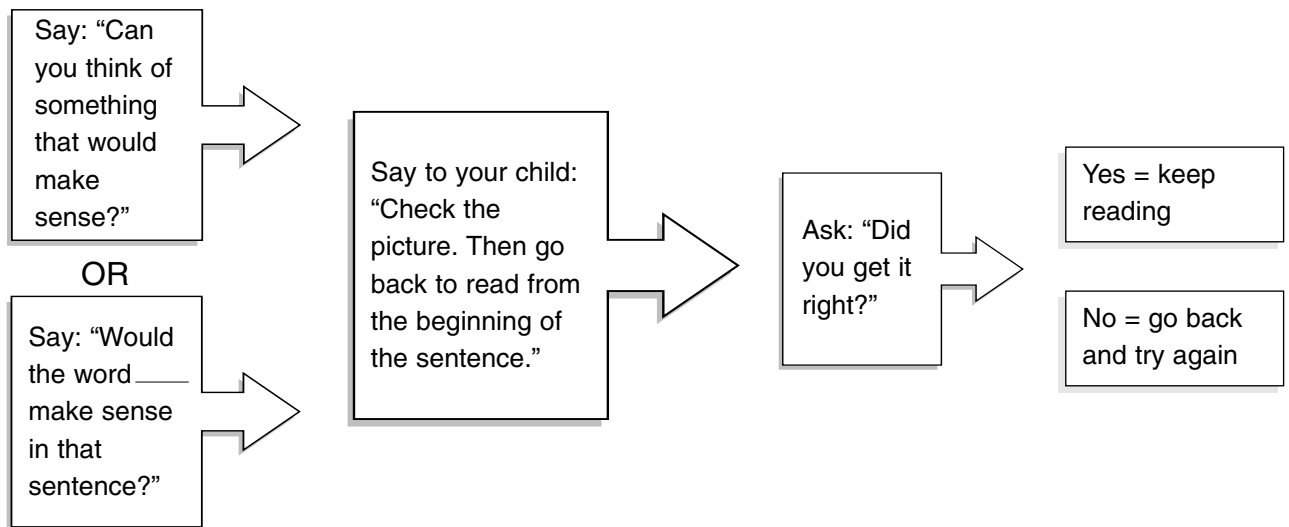 Say: “Can
you think of
something
that would
make
sense?”
OR
Say: “Would
the word ____
make sense
in that
sentence?”
Say to your child:
“Check the
picture. Then go
back to read from
the beginning of
the sentence.”
Ask: “Did
you get it
right?”
Yes = keep
reading
No = go back
and try again